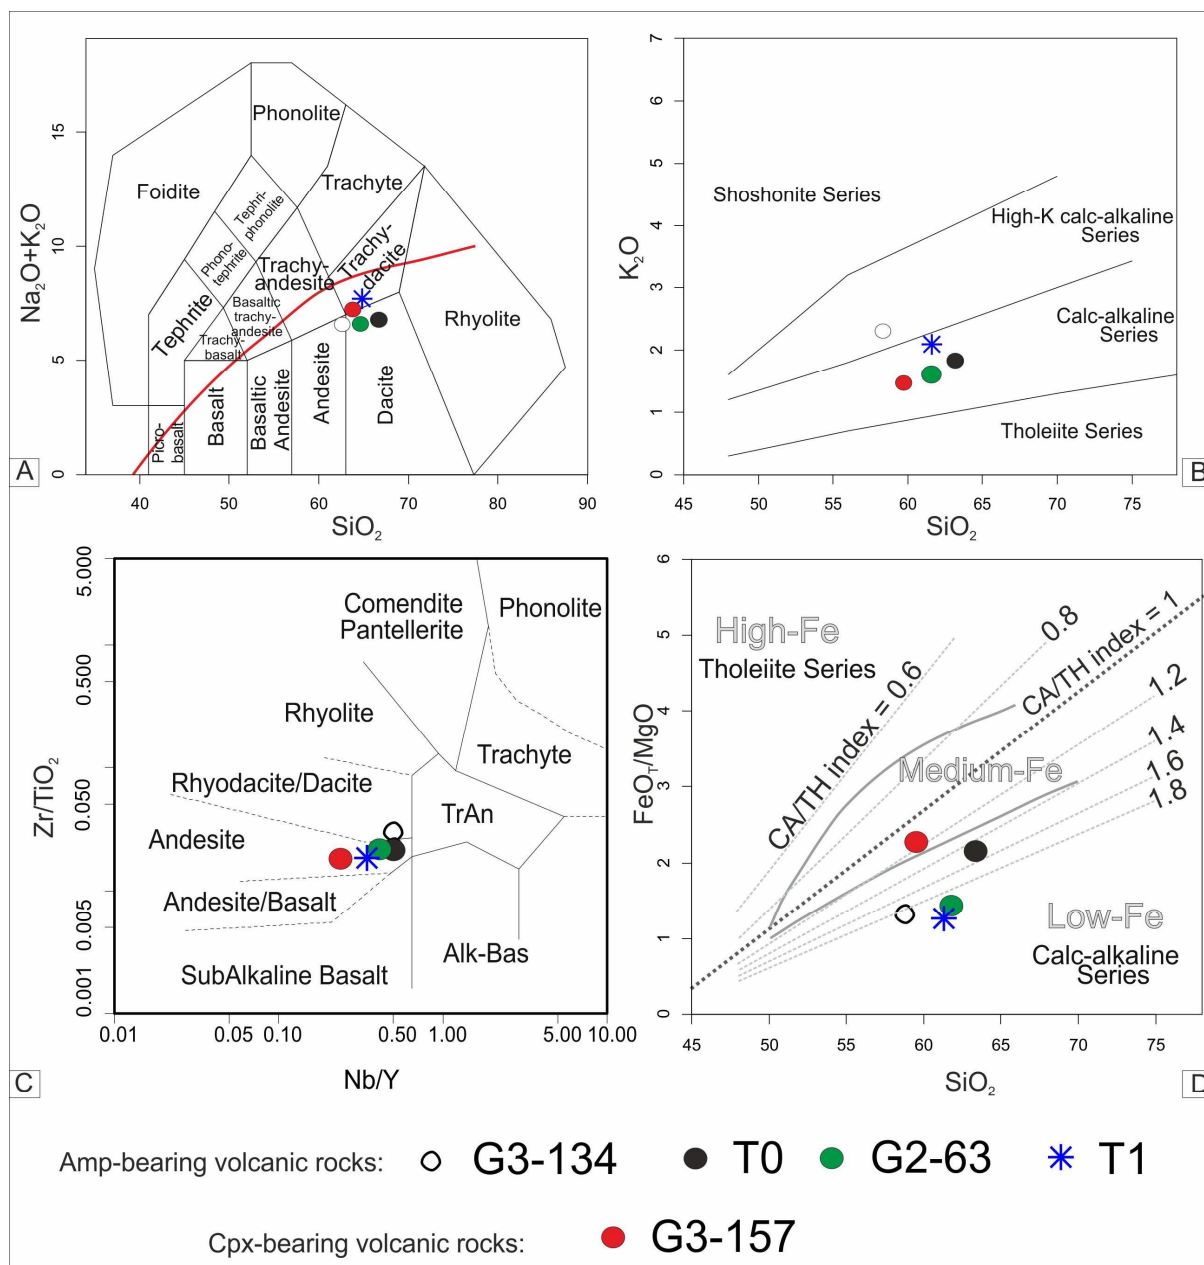 Na₂O+K₂O
15
10
5
0
Phonolite
Foidite
Tephri-
phonolite
Trachyte
Phono-
tephrite
Trachy-
andesite
Trachy-
dacite
Tephrite
Basaltic
trachy-
andesite
Trachy-
basalt
Rhyolite
Picro-
basalt
Basalt
Basaltic
Andesite
Andesite
Dacite
40 50 60 70 80 90
SiO₂
A
K₂O
7
6
5
4
3
2
1
0
Shoshonite Series
High-K calc-alkaline
Series
Calc-alkaline
Series
Tholeiite Series
45 50 55 60 65 70 75
SiO₂
B
Zr/TiO₂
5.000
0.500
0.050
0.005
0.001
Comendite
Pantellerite
Phonolite
Rhyolite
Trachyte
Rhyodacite/Dacite
TrAn
Andesite
Andesite/Basalt
Alk-Bas
SubAlkaline Basalt
0.01 0.05 0.10 0.50 1.00 5.00 10.00
Nb/Y
C
FeOT/MgO
6
5
4
3
2
1
0
High-Fe
Tholeiite Series
CA/TH index = 0.6
0.8
CA/TH index = 1
1.2
1.4
1.6
1.8
Medium-Fe
Low-Fe
Calc-alkaline
Series
45 50 55 60 65 70 75
SiO₂
D
Amp-bearing volcanic rocks: G3-134 T0 G2-63 T1
Cpx-bearing volcanic rocks: G3-157